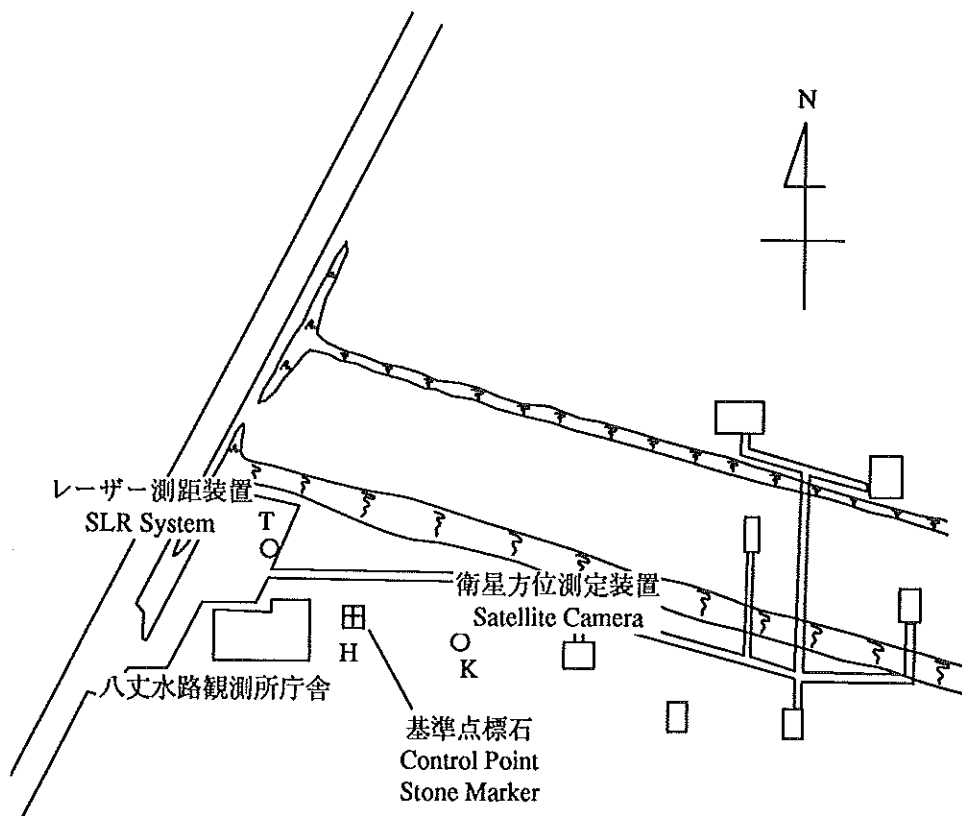 N
レーザー測距装置
SLR System
T
衛星方位測定装置
Satellite Camera
H
K
八丈水路観測所庁舎
基準点標石
Control Point
Stone Marker